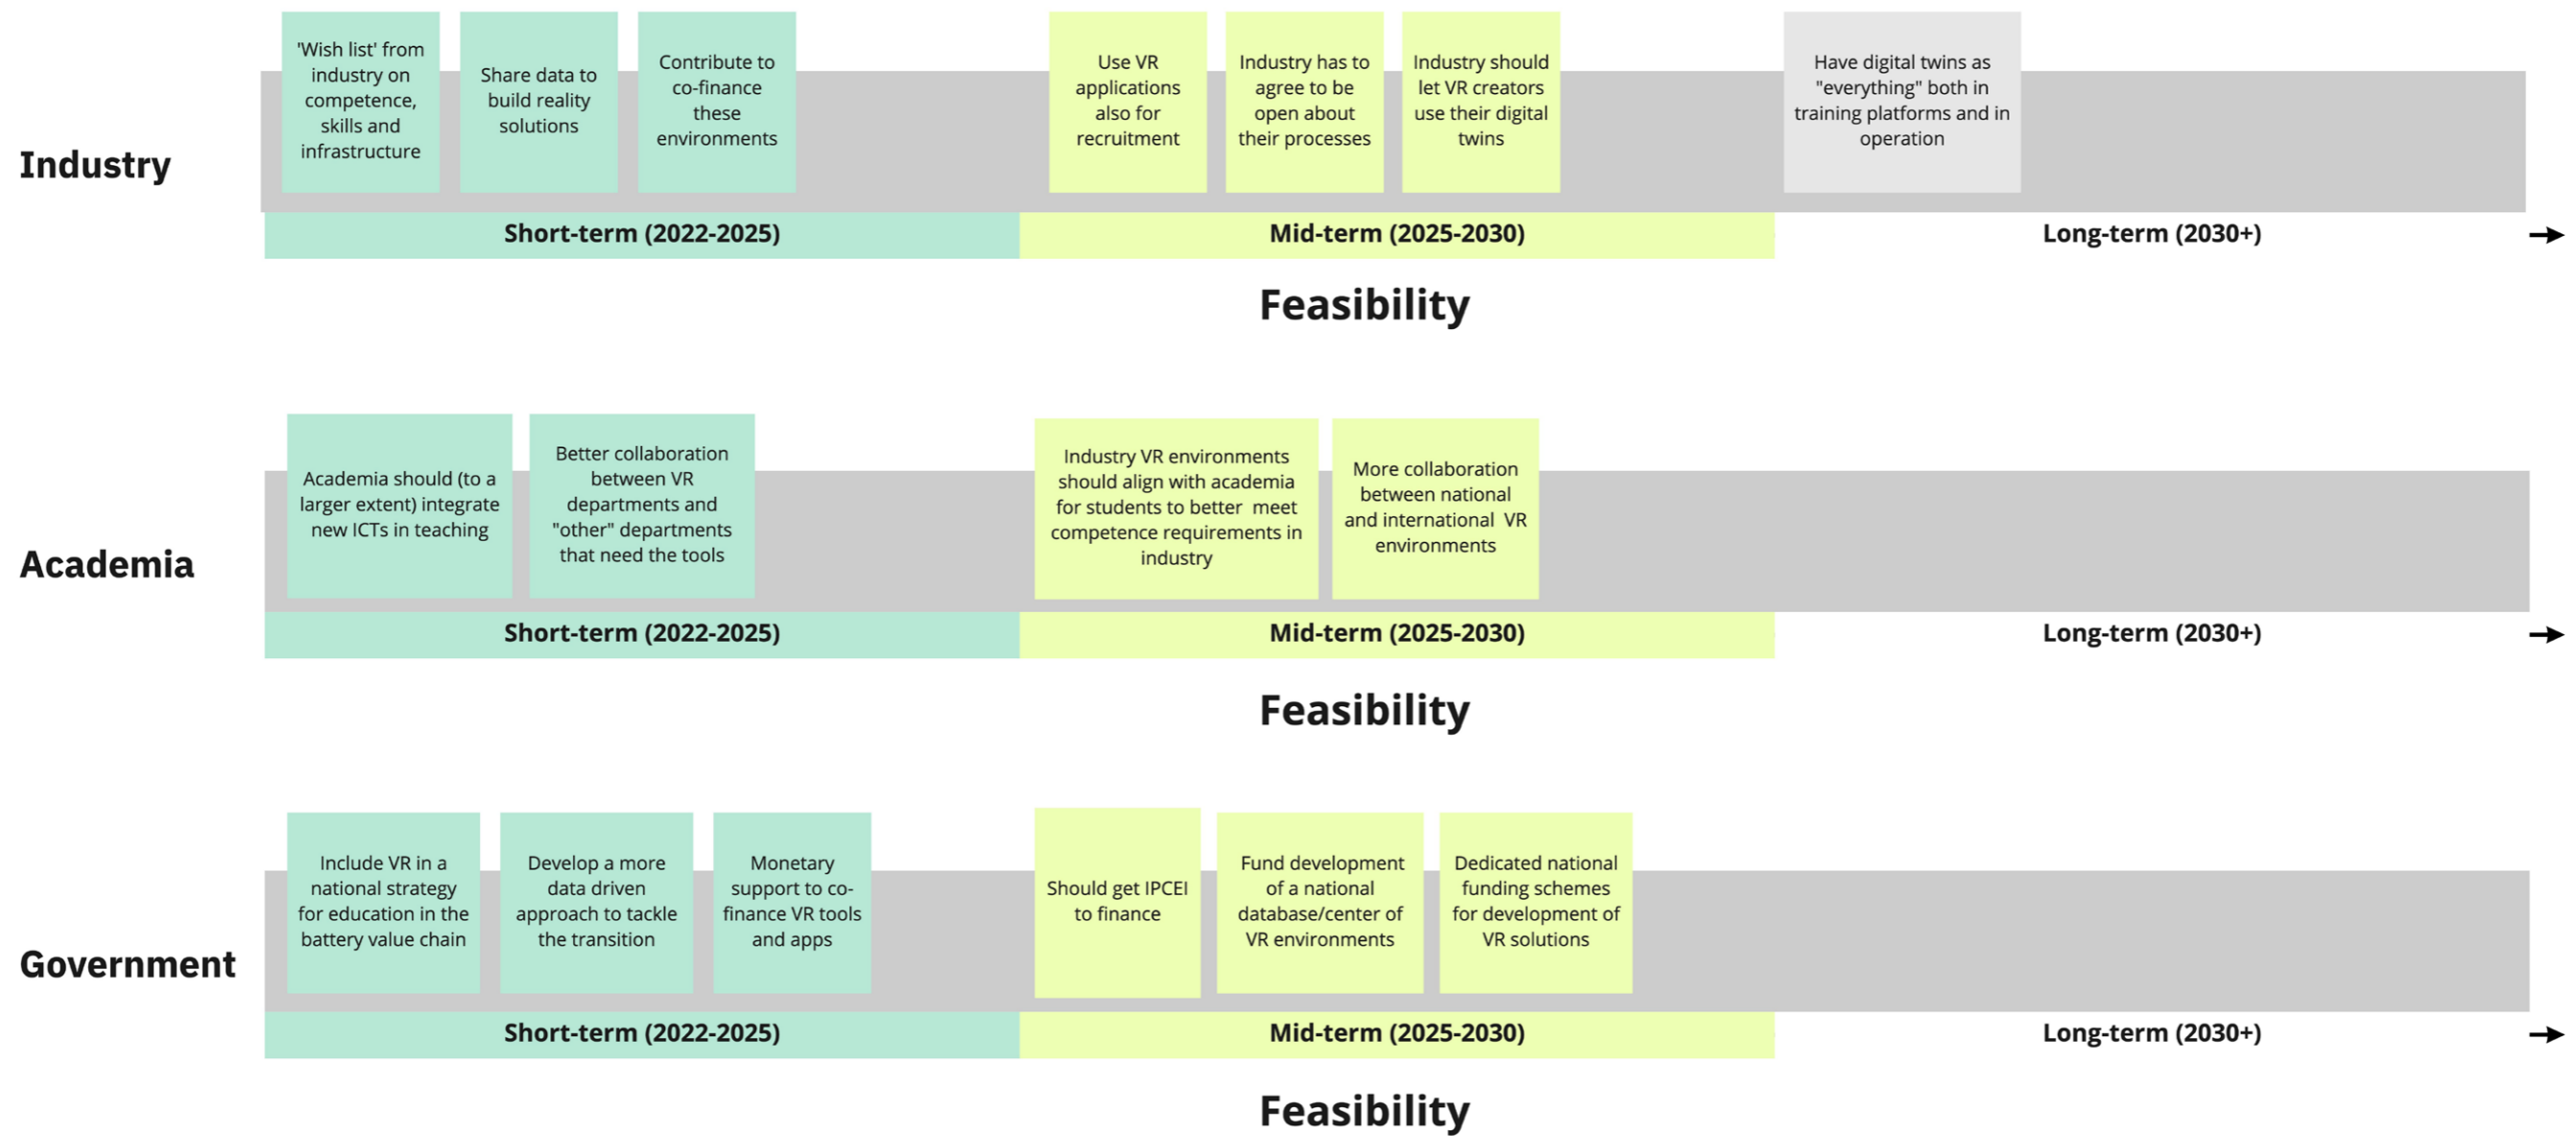 'Wish list' from
industry on
competence,
skills and
infrastructure
Share data to
build reality
solutions
Contribute to
co-finance
these
environments
Use VR
applications
also for
recruitment
Industry has to
agree to be
open about
their processes
Industry should
let VR creators
use their digital
twins
Have digital twins as
"everything" both in
training platforms and in
operation
Industry
Short-term (2022-2025)
Mid-term (2025-2030)
Long-term (2030+)
Feasibility
Academia should (to a
larger extent) integrate
new ICTs in teaching
Better collaboration
between VR
departments and
"other" departments
that need the tools
Industry VR environments
should align with academia
for students to better meet
competence requirements in
industry
More collaboration
between national
and international VR
environments
Academia
Short-term (2022-2025)
Mid-term (2025-2030)
Long-term (2030+)
Feasibility
Include VR in a
national strategy
for education in the
battery value chain
Develop a more
data driven
approach to tackle
the transition
Monetary
support to co-
finance VR tools
and apps
Should get IPCEI
to finance
Fund development
of a national
database/center of
VR environments
Dedicated national
funding schemes
for development of
VR solutions
Government
Short-term (2022-2025)
Mid-term (2025-2030)
Long-term (2030+)
Feasibility